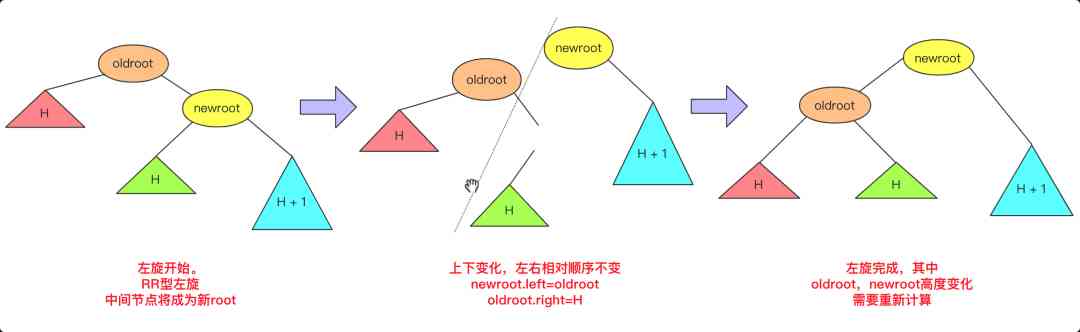 oldroot
newroot
H
H
H + 1
左旋开始。
RR型左旋
中间节点将成为新root
newroot
oldroot
H
H + 1
H
上下变化，左右相对顺序不变
newroot.left=oldroot
oldroot.right=H
newroot
oldroot
H
H
H + 1
左旋完成，其中
oldroot，newroot高度变化
需要重新计算